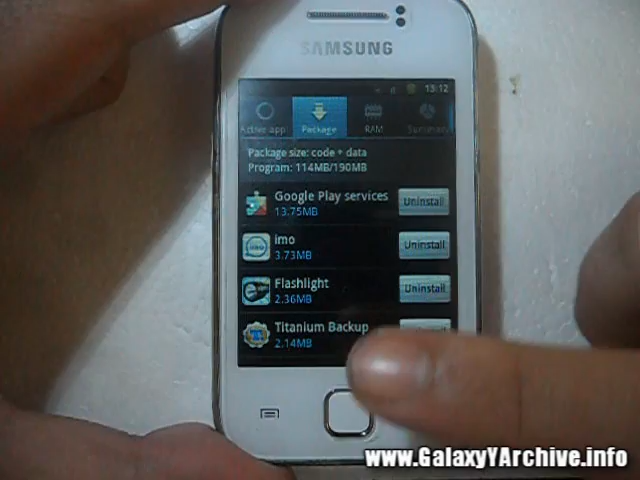 SAMSUNG
13:12
Active app
Package
RAM
Summary
Package size: code + data
Program: 114MB/190MB
Google Play services
13.75MB
Uninstall
imo
3.73MB
Uninstall
Flashlight
2.36MB
Uninstall
Titanium Backup
2.14MB
www.GalaxyYArchive.info